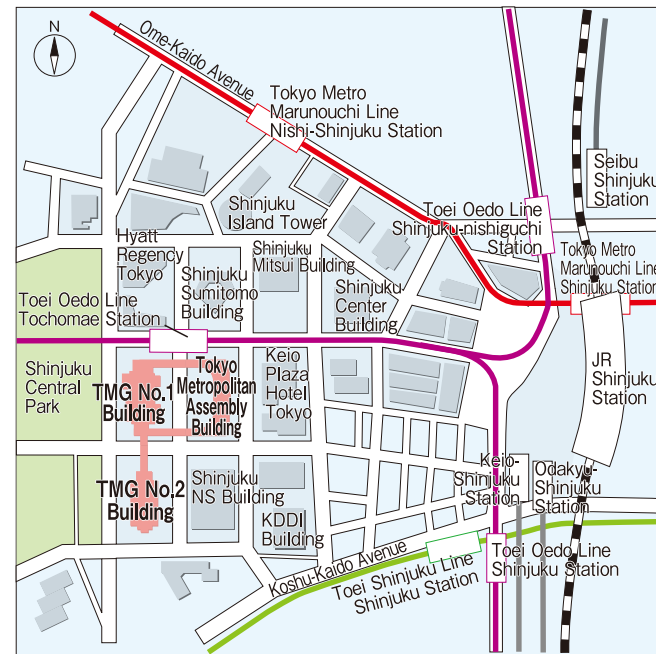 N
Ome-Kaido Avenue
Tokyo Metro
Marunouchi Line
Nishi-Shinjuku Station
Seibu
Shinjuku
Station
Shinjuku
Island Tower
Toei Oedo Line
Shinjuku-nishiguchi
Station
Hyatt
Regency
Tokyo
Shinjuku
Mitsui Building
Tokyo Metro
Marunouchi Line
Shinjuku Station
Shinjuku
Sumitomo
Building
Shinjuku
Center
Building
Toei Oedo Line
Tochomae Station
Shinjuku
Central
Park
TMG No.1
Building
Tokyo
Metropolitan
Assembly
Building
Keio
Plaza
Hotel
Tokyo
JR
Shinjuku
Station
TMG No.2
Building
Shinjuku
NS Building
KDDI
Building
Keio-
Shinjuku
Station
Odakyu-
Shinjuku
Station
Koshu-Kaido Avenue
Toei Shinjuku Line
Shinjuku Station
Toei Oedo Line
Shinjuku Station